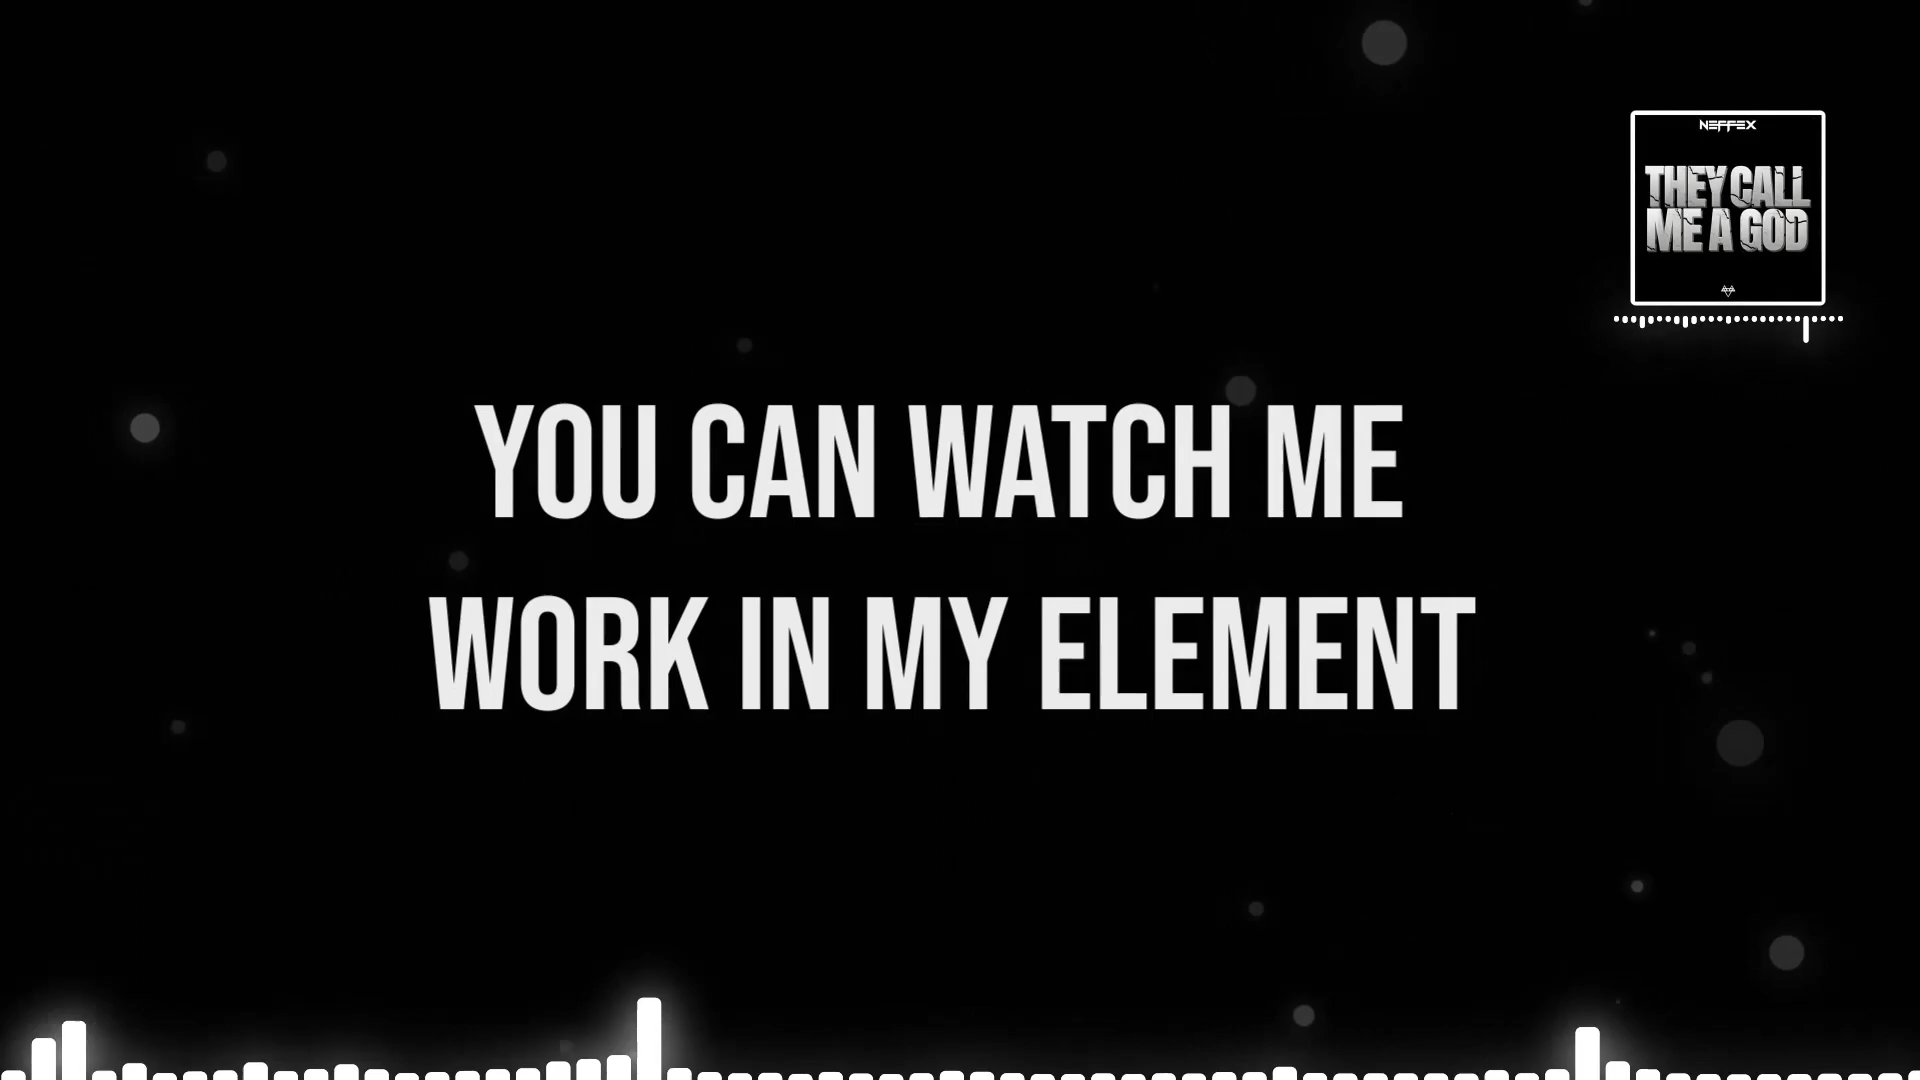 NEFFEX
THEY CALL
ME A GOD
YOU CAN WATCH ME
WORK IN MY ELEMENT